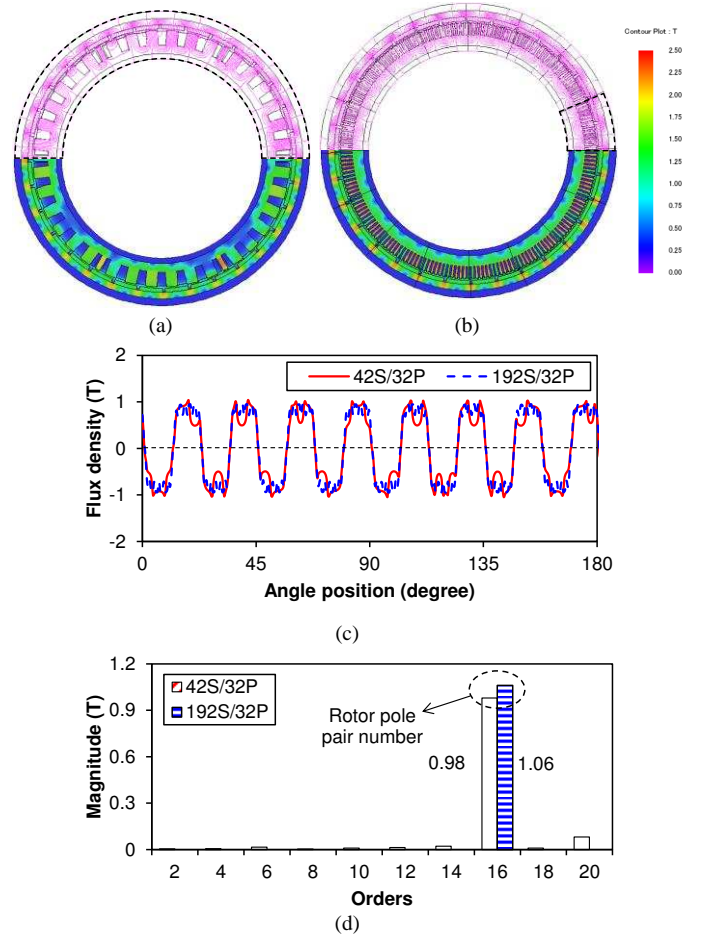 Contour Plot : T
2.50
2.25
2.00
1.75
1.50
1.25
1.00
0.75
0.50
0.25
0.00
(a)
(b)
2
1
0
-1
-2
Flux density (T)
42S/32P
192S/32P
0
45
90
135
180
Angle position (degree)
(c)
1.2
0.9
0.6
0.3
0
Magnitude (T)
42S/32P
192S/32P
Rotor pole
pair number
0.98
1.06
2
4
6
8
10
12
14
16
18
20
Orders
(d)